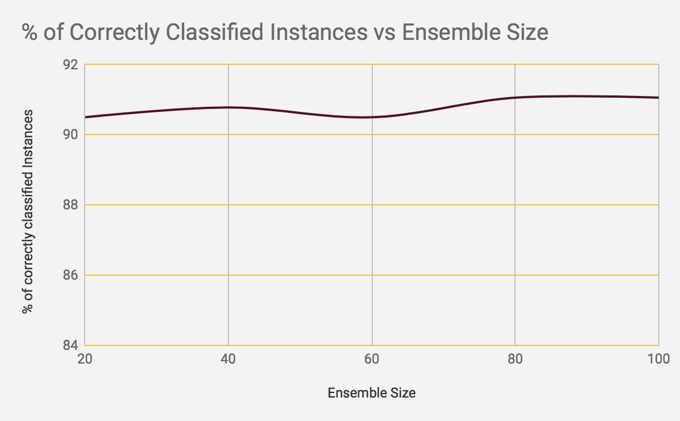 % of Correctly Classified Instances vs Ensemble Size
92
90
88
86
84
% of correctly classified Instances
20 40 60 80 100
Ensemble Size